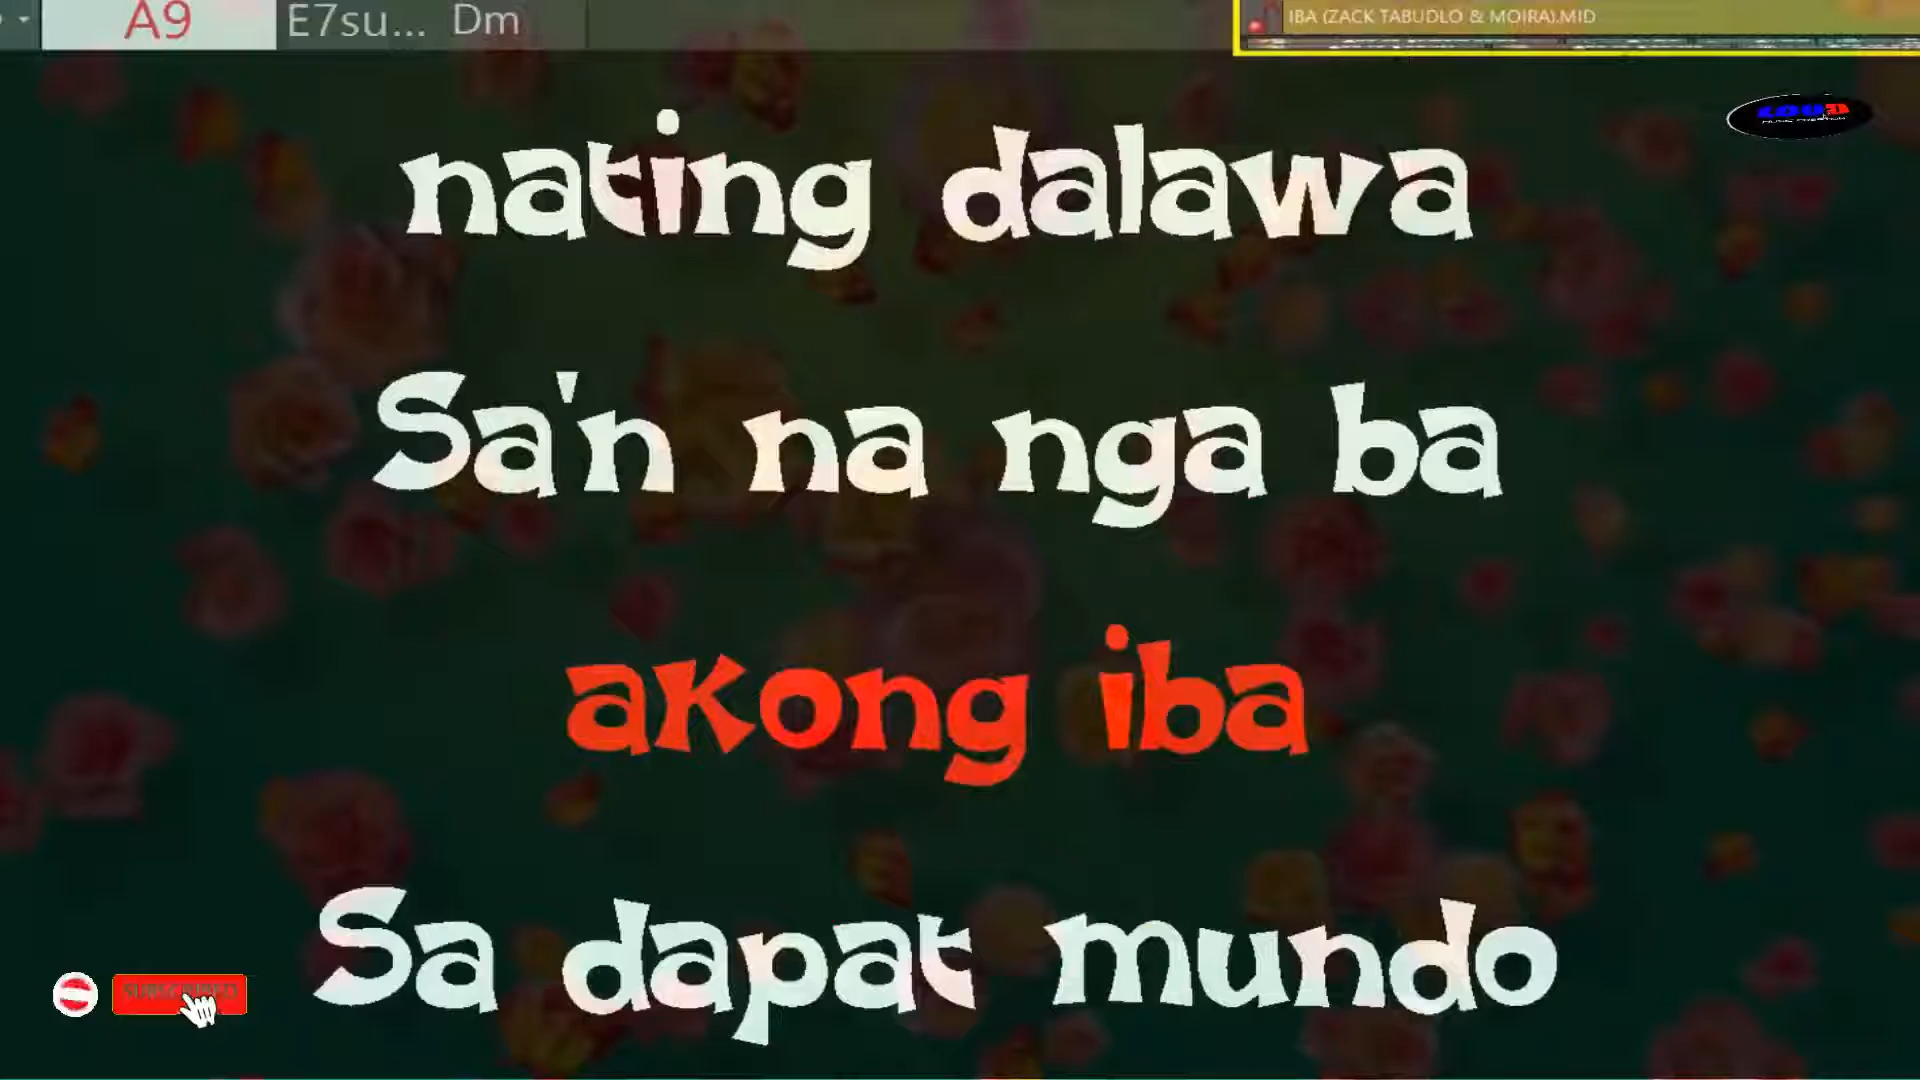 A9 E7su... Dm
IBA (ZACK TABUDLO & MOIRA).MID
nating dalawa
Sa'n na nga ba
akong iba
Sa dapat mundo
SUBSCRIBED